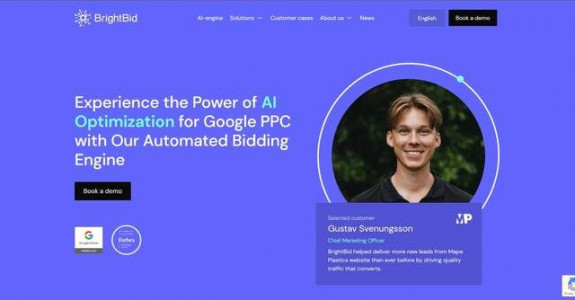 BrightBid
AI-engine Solutions Customer cases About us News
English
Book a demo
Experience the Power of AI
Optimization for Google PPC
with Our Automated Bidding
Engine
Book a demo
Google Partner
Forbes
Selected customer
MP
Gustav Svenungsson
Chief Marketing Officer
BrightBid helped deliver more new leads from Mape
Plastics website than ever before by driving quality
traffic that converts.